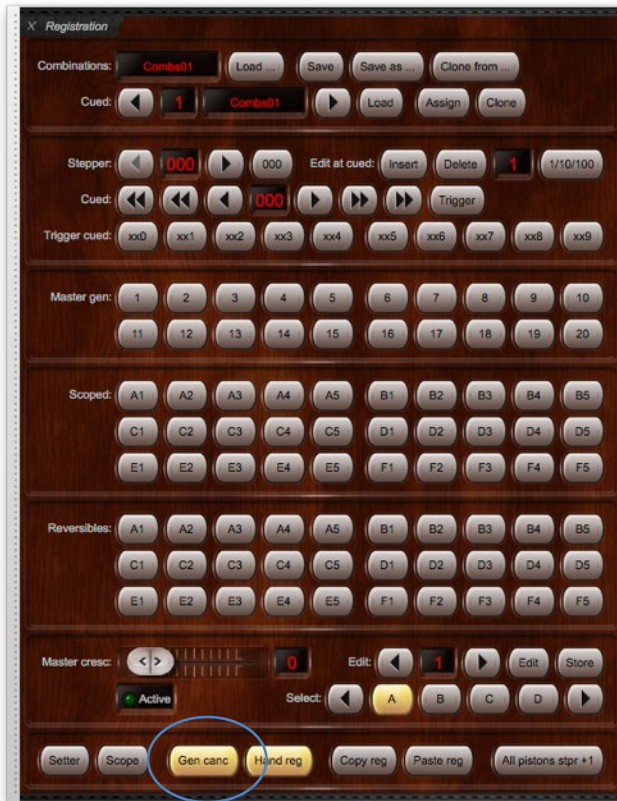 X Registration
Combinations: Combs01 Load ... Save Save as ... Clone from ...
Cued: 1 Combs01 Load Assign Clone
Stepper: 000 000 Edit at cued: Insert Delete 1 1/10/100
Cued: 000 Trigger
Trigger cued: xx0 xx1 xx2 xx3 xx4 xx5 xx6 xx7 xx8 xx9
Master gen: 1 2 3 4 5 6 7 8 9 10
11 12 13 14 15 16 17 18 19 20
Scoped: A1 A2 A3 A4 A5 B1 B2 B3 B4 B5
C1 C2 C3 C4 C5 D1 D2 D3 D4 D5
E1 E2 E3 E4 E5 F1 F2 F3 F4 F5
Reversibles: A1 A2 A3 A4 A5 B1 B2 B3 B4 B5
C1 C2 C3 C4 C5 D1 D2 D3 D4 D5
E1 E2 E3 E4 E5 F1 F2 F3 F4 F5
Master cresc: < > 0 Edit: 1 Edit Store
Active Select: A B C D
Setter Scope Gen canc Hand reg Copy reg Paste reg All pistons stpr +1